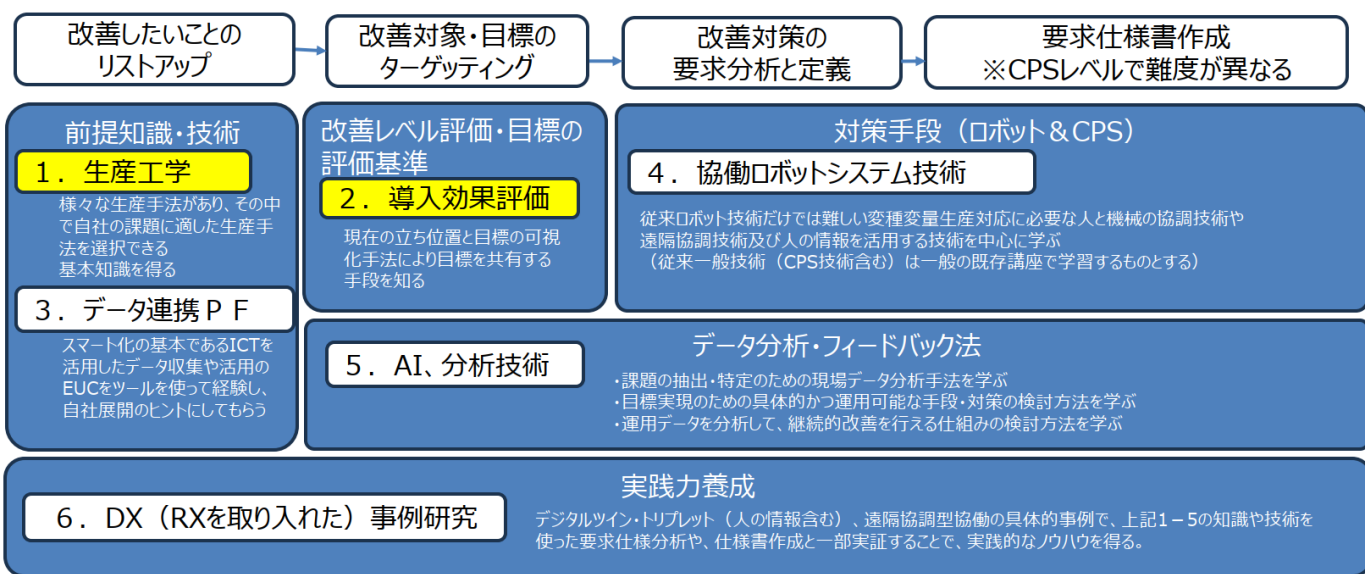 改善したいことの
リストアップ
改善対象・目標の
ターゲッティング
改善対策の
要求分析と定義
要求仕様書作成
※CPSレベルで難度が異なる
前提知識・技術
1．生産工学
様々な生産手法があり、その中
で自社の課題に適した生産手
法を選択できる
基本知識を得る
3．データ連携ＰＦ
スマート化の基本であるICTを
活用したデータ収集や活用の
EUCをツールを使って経験し、
自社展開のヒントにしてもらう
改善レベル評価・目標の
評価基準
2．導入効果評価
現在の立ち位置と目標の可視
化手法により目標を共有する
手段を知る
対策手段（ロボット＆CPS）
4．協働ロボットシステム技術
従来ロボット技術だけでは難しい変種変量生産対応に必要な人と機械の協調技術や
遠隔協調技術及び人の情報を活用する技術を中心に学ぶ
（従来一般技術（CPS技術含む）は一般の既存講座で学習するものとする）
データ分析・フィードバック法
5．AI、分析技術
・課題の抽出・特定のための現場データ分析手法を学ぶ
・目標実現のための具体的かつ運用可能な手段・対策の検討方法を学ぶ
・運用データを分析して、継続的改善を行える仕組みの検討方法を学ぶ
実践力養成
6．DX（RXを取り入れた）事例研究
デジタルツイン・トリプレット（人の情報含む）、遠隔協調型協働の具体的事例で、上記1－5の知識や技術を
使った要求仕様分析や、仕様書作成と一部実証することで、実践的なノウハウを得る。